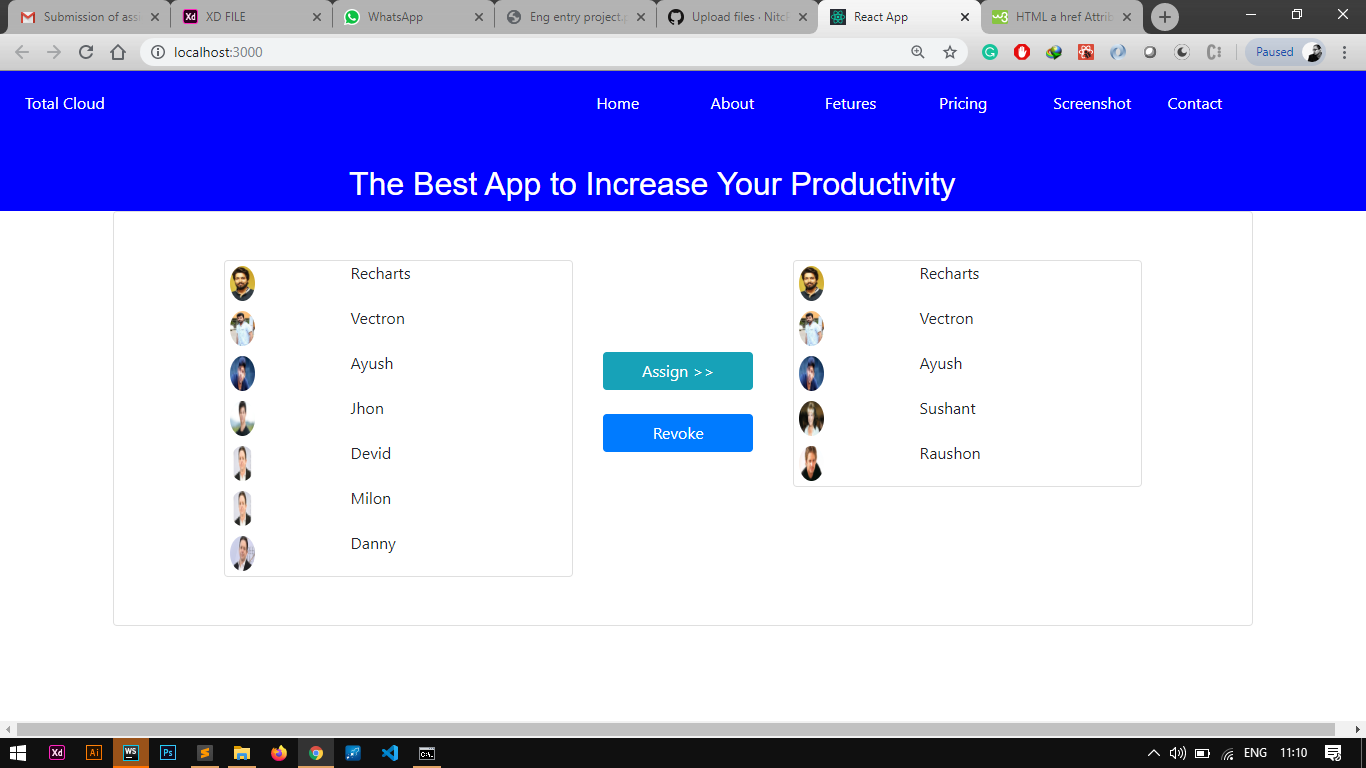 Submission of assi
XD FILE
WhatsApp
Eng entry project.p
Upload files · NitcR
React App
HTML a href Attrib
localhost:3000
Paused
Total Cloud
Home
About
Fetures
Pricing
Screenshot
Contact
The Best App to Increase Your Productivity
Recharts
Vectron
Ayush
Jhon
Devid
Milon
Danny
Assign >>
Revoke
Recharts
Vectron
Ayush
Sushant
Raushon
ENG
11:10